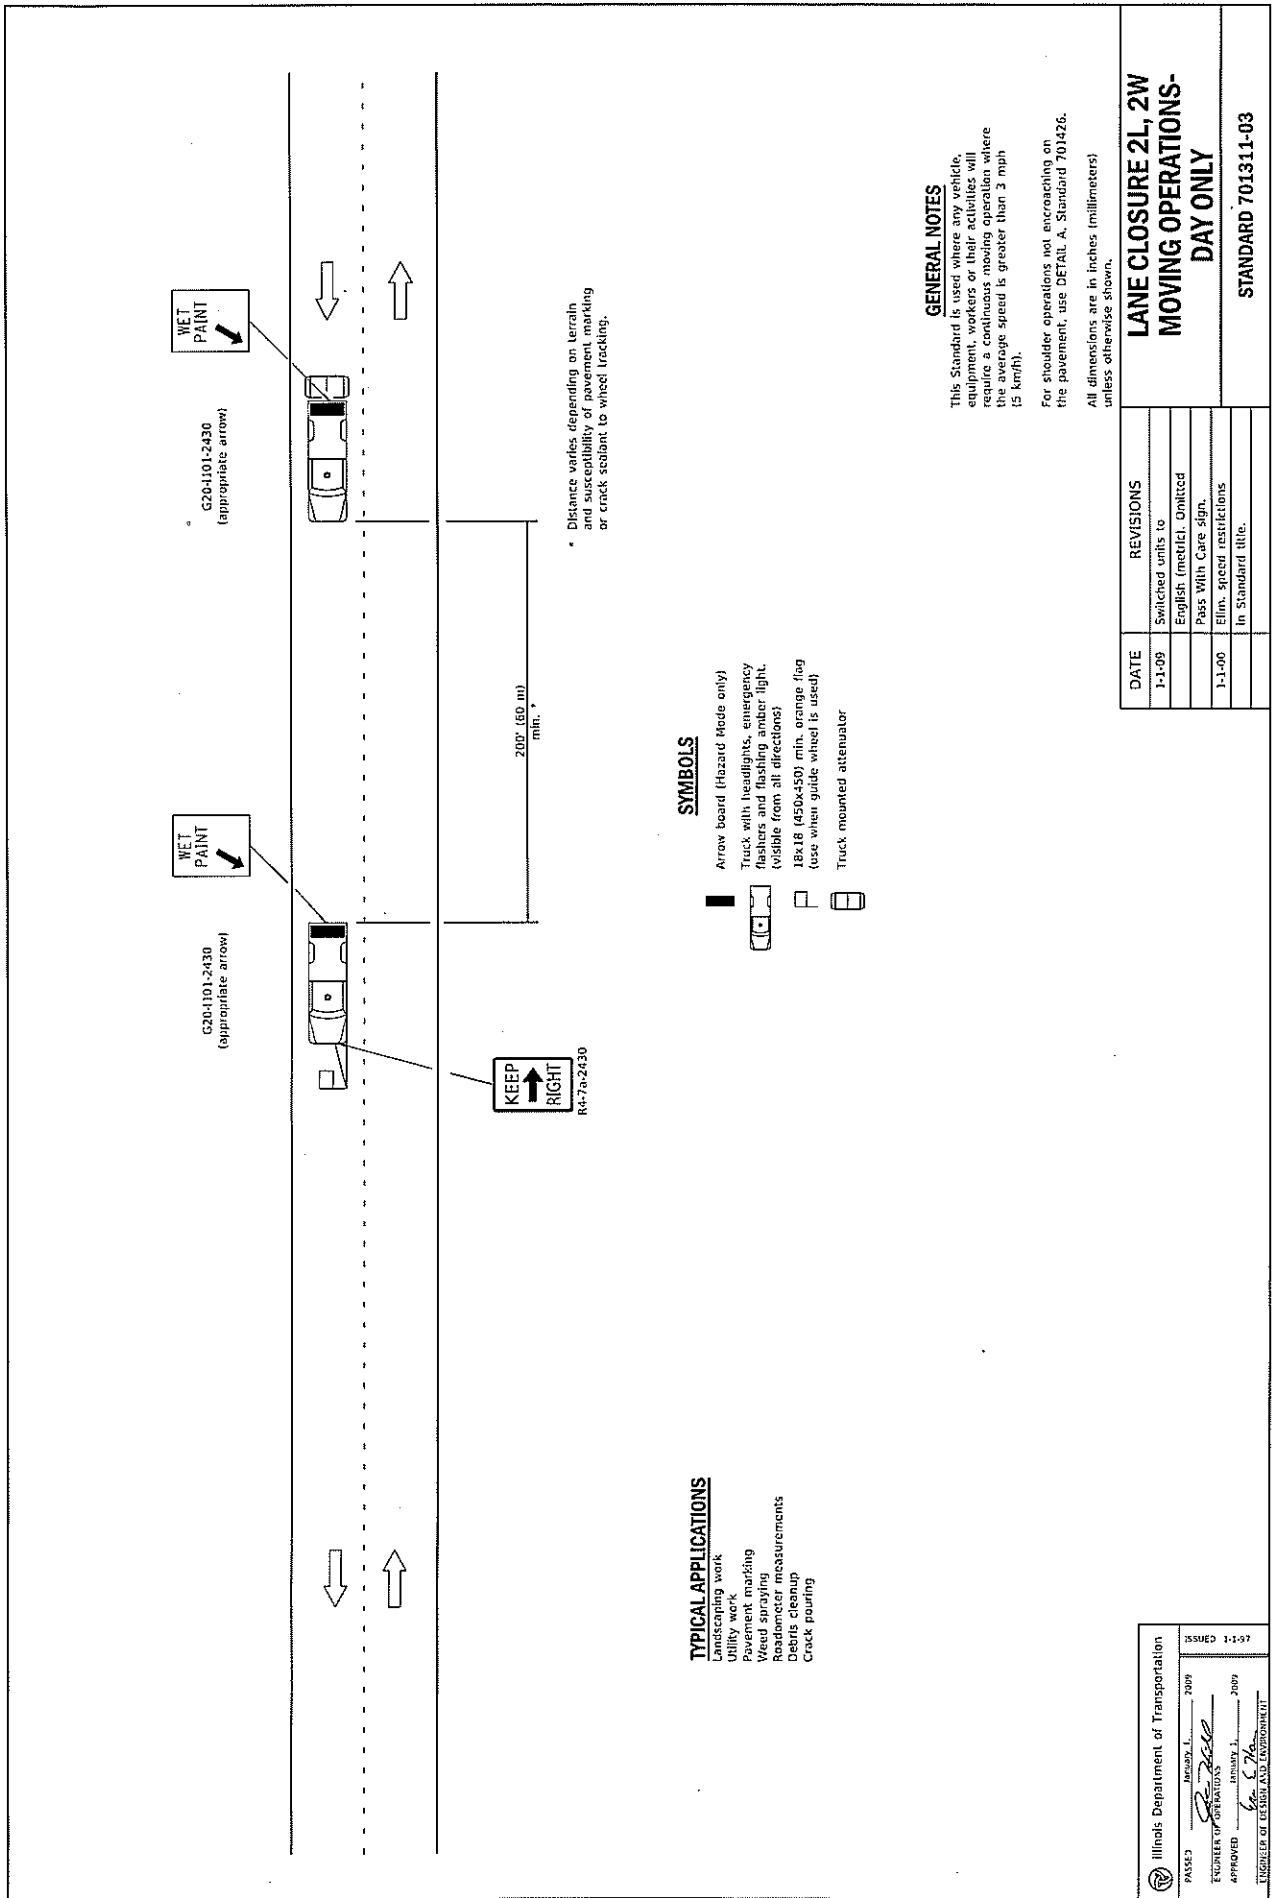 WET
PAINT
G20-I101-2430
(appropriate arrow)
WET
PAINT
G20-I101-2430
(appropriate arrow)
KEEP
RIGHT
R4-7a-2430
200' (60 m)
min. *
* Distance varies depending on terrain
and susceptibility of pavement marking
or crack sealant to wheel tracking.
TYPICAL APPLICATIONS
Landscaping work
Utility work
Pavement marking
Weed spraying
Roadometer measurements
Debris cleanup
Crack pouring
SYMBOLS
Arrow board (Hazard Mode only)
Truck with headlights, emergency
flashers and flashing amber light.
(visible from all directions)
18x18 (450x450) min. orange flag
(use when guide wheel is used)
Truck mounted attenuator
GENERAL NOTES
This Standard is used where any vehicle,
equipment, workers or their activities will
require a continuous moving operation where
the average speed is greater than 3 mph
(5 km/h).
For shoulder operations not encroaching on
the pavement, use DETAIL A, Standard 701426.
All dimensions are in inches (millimeters)
unless otherwise shown.
Illinois Department of Transportation
PASSED January 1, 2009
ENGINEER OF OPERATIONS
APPROVED January 1, 2009
ENGINEER OF DESIGN AND ENVIRONMENT
ISSUED 1-1-97
DATE REVISIONS
1-1-09 Switched units to
English (metric). Omitted
Pass With Care sign.
1-1-00 Elim. speed restrictions
in Standard title.
LANE CLOSURE 2L, 2W
MOVING OPERATIONS-
DAY ONLY
STANDARD 701311-03